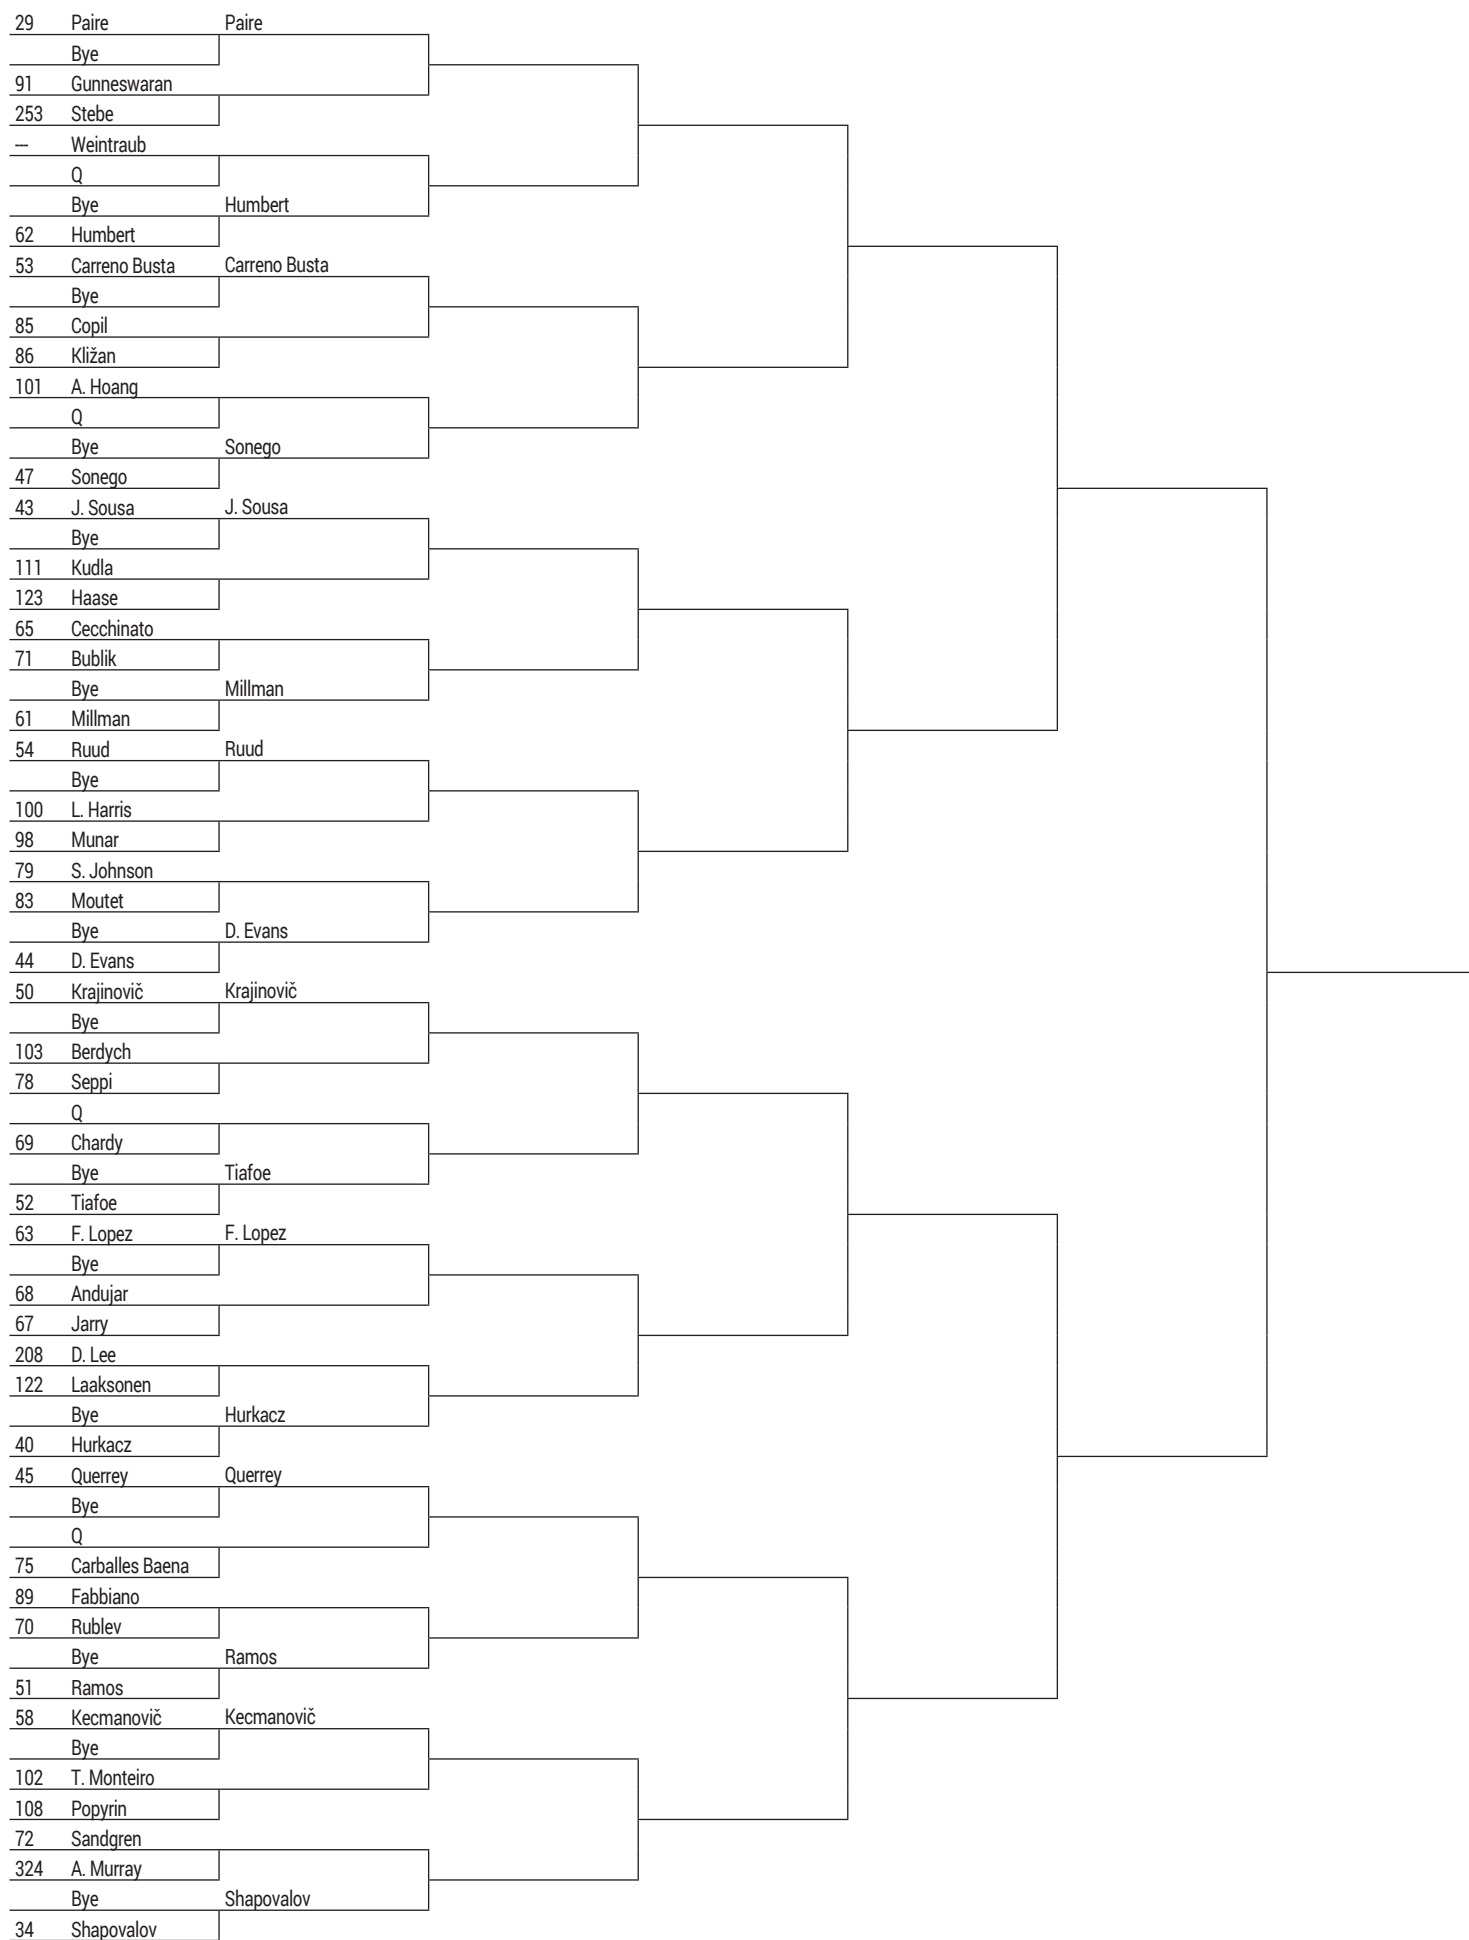 29 Paire Paire
Bye
91 Gunneswaran
253 Stebe
--- Weintraub
Q
Bye Humbert
62 Humbert
53 Carreno Busta Carreno Busta
Bye
85 Copil
86 Kližan
101 A. Hoang
Q
Bye Sonego
47 Sonego
43 J. Sousa J. Sousa
Bye
111 Kudla
123 Haase
65 Cecchinato
71 Bublik
Bye Millman
61 Millman
54 Ruud Ruud
Bye
100 L. Harris
98 Munar
79 S. Johnson
83 Moutet
Bye D. Evans
44 D. Evans
50 Krajinovič Krajinovič
Bye
103 Berdych
78 Seppi
Q
69 Chardy
Bye Tiafoe
52 Tiafoe
63 F. Lopez F. Lopez
Bye
68 Andujar
67 Jarry
208 D. Lee
122 Laaksonen
Bye Hurkacz
40 Hurkacz
45 Querrey Querrey
Bye
Q
75 Carballes Baena
89 Fabbiano
70 Rublev
Bye Ramos
51 Ramos
58 Kecmanovič Kecmanovič
Bye
102 T. Monteiro
108 Popyrin
72 Sandgren
324 A. Murray
Bye Shapovalov
34 Shapovalov